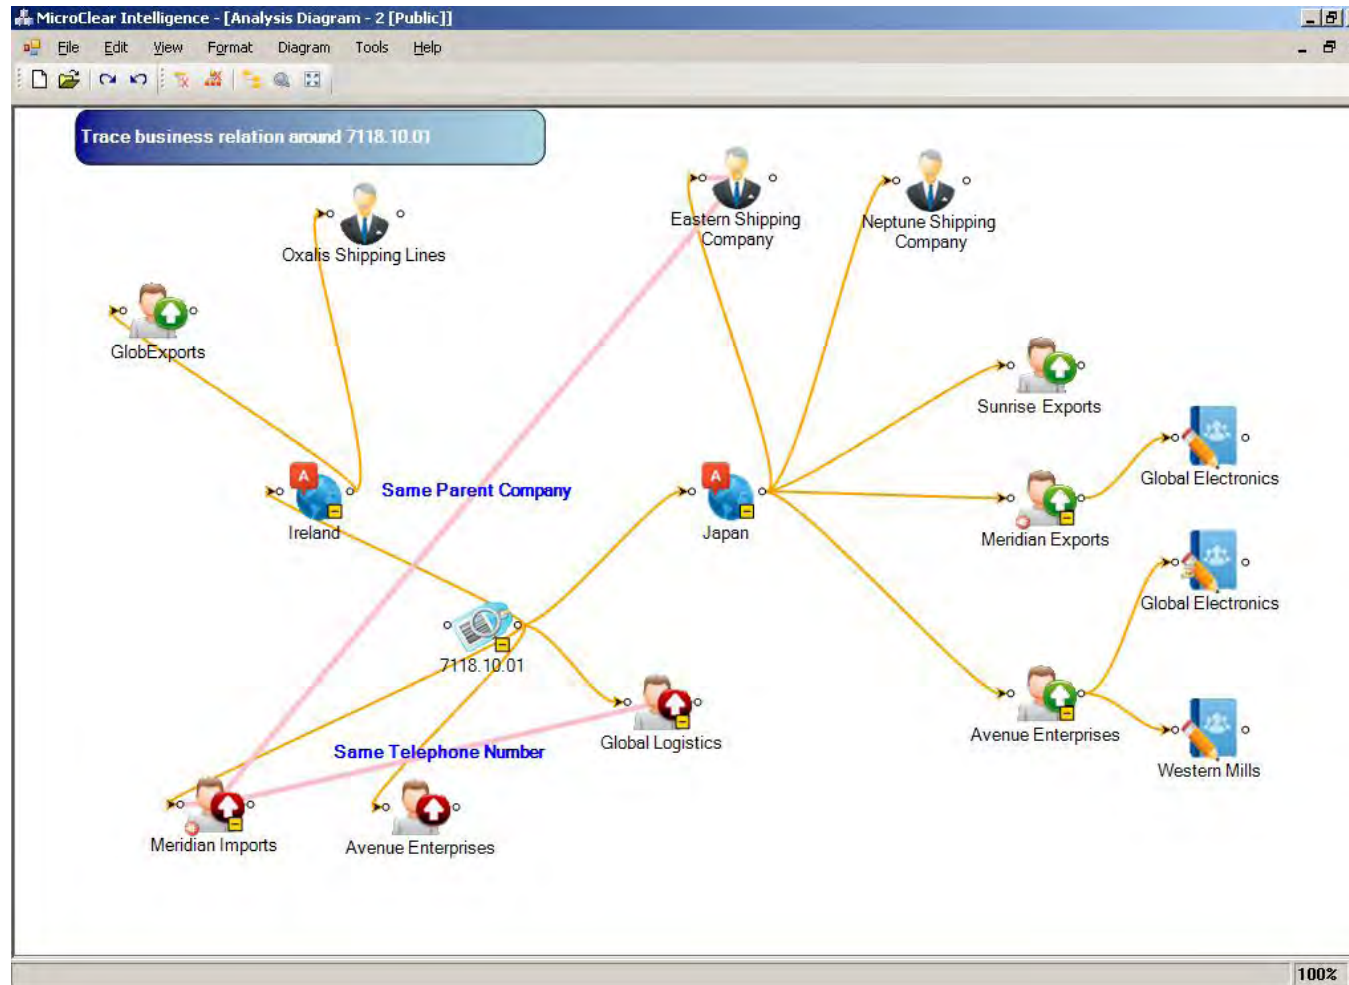 MicroClear Intelligence - [Analysis Diagram - 2 [Public]]
File Edit View Format Diagram Tools Help
Trace business relation around 7118.10.01
Eastern Shipping
Company
Neptune Shipping
Company
Oxalis Shipping Lines
GlobExports
Sunrise Exports
Global Electronics
A
Ireland
Same Parent Company
A
Japan
Meridian Exports
Global Electronics
7118.10.01
Global Logistics
Avenue Enterprises
Same Telephone Number
Western Mills
Meridian Imports
Avenue Enterprises
100%